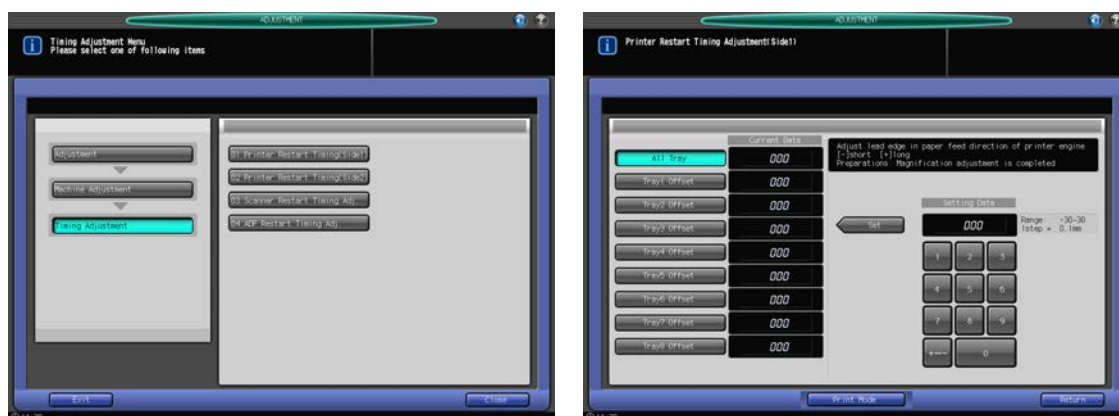 ADJUSTMENT
Timing Adjustment Menu
Please select one of following items
Adjustment
Machine Adjustment
Timing Adjustment
01 Printer Restart Timing(Side1)
02 Printer Restart Timing(Side2)
03 Scanner Restart Timing Adj.
04 ADF Restart Timing Adj.
Exit
Close
ADJUSTMENT
Printer Restart Timing Adjustment(Side1)
Current Data
All Tray 000
Tray1 Offset 000
Tray2 Offset 000
Tray3 Offset 000
Tray4 Offset 000
Tray5 Offset 000
Tray6 Offset 000
Tray7 Offset 000
Tray8 Offset 000
Adjust lead edge in paper feed direction of printer engine
[-]short [+]long
Preparations: Magnification adjustment is completed
Setting Data
Set
000
Range: -30-30
1step = 0.1mm
1 2 3
4 5 6
7 8 9
0
Print Mode
Return